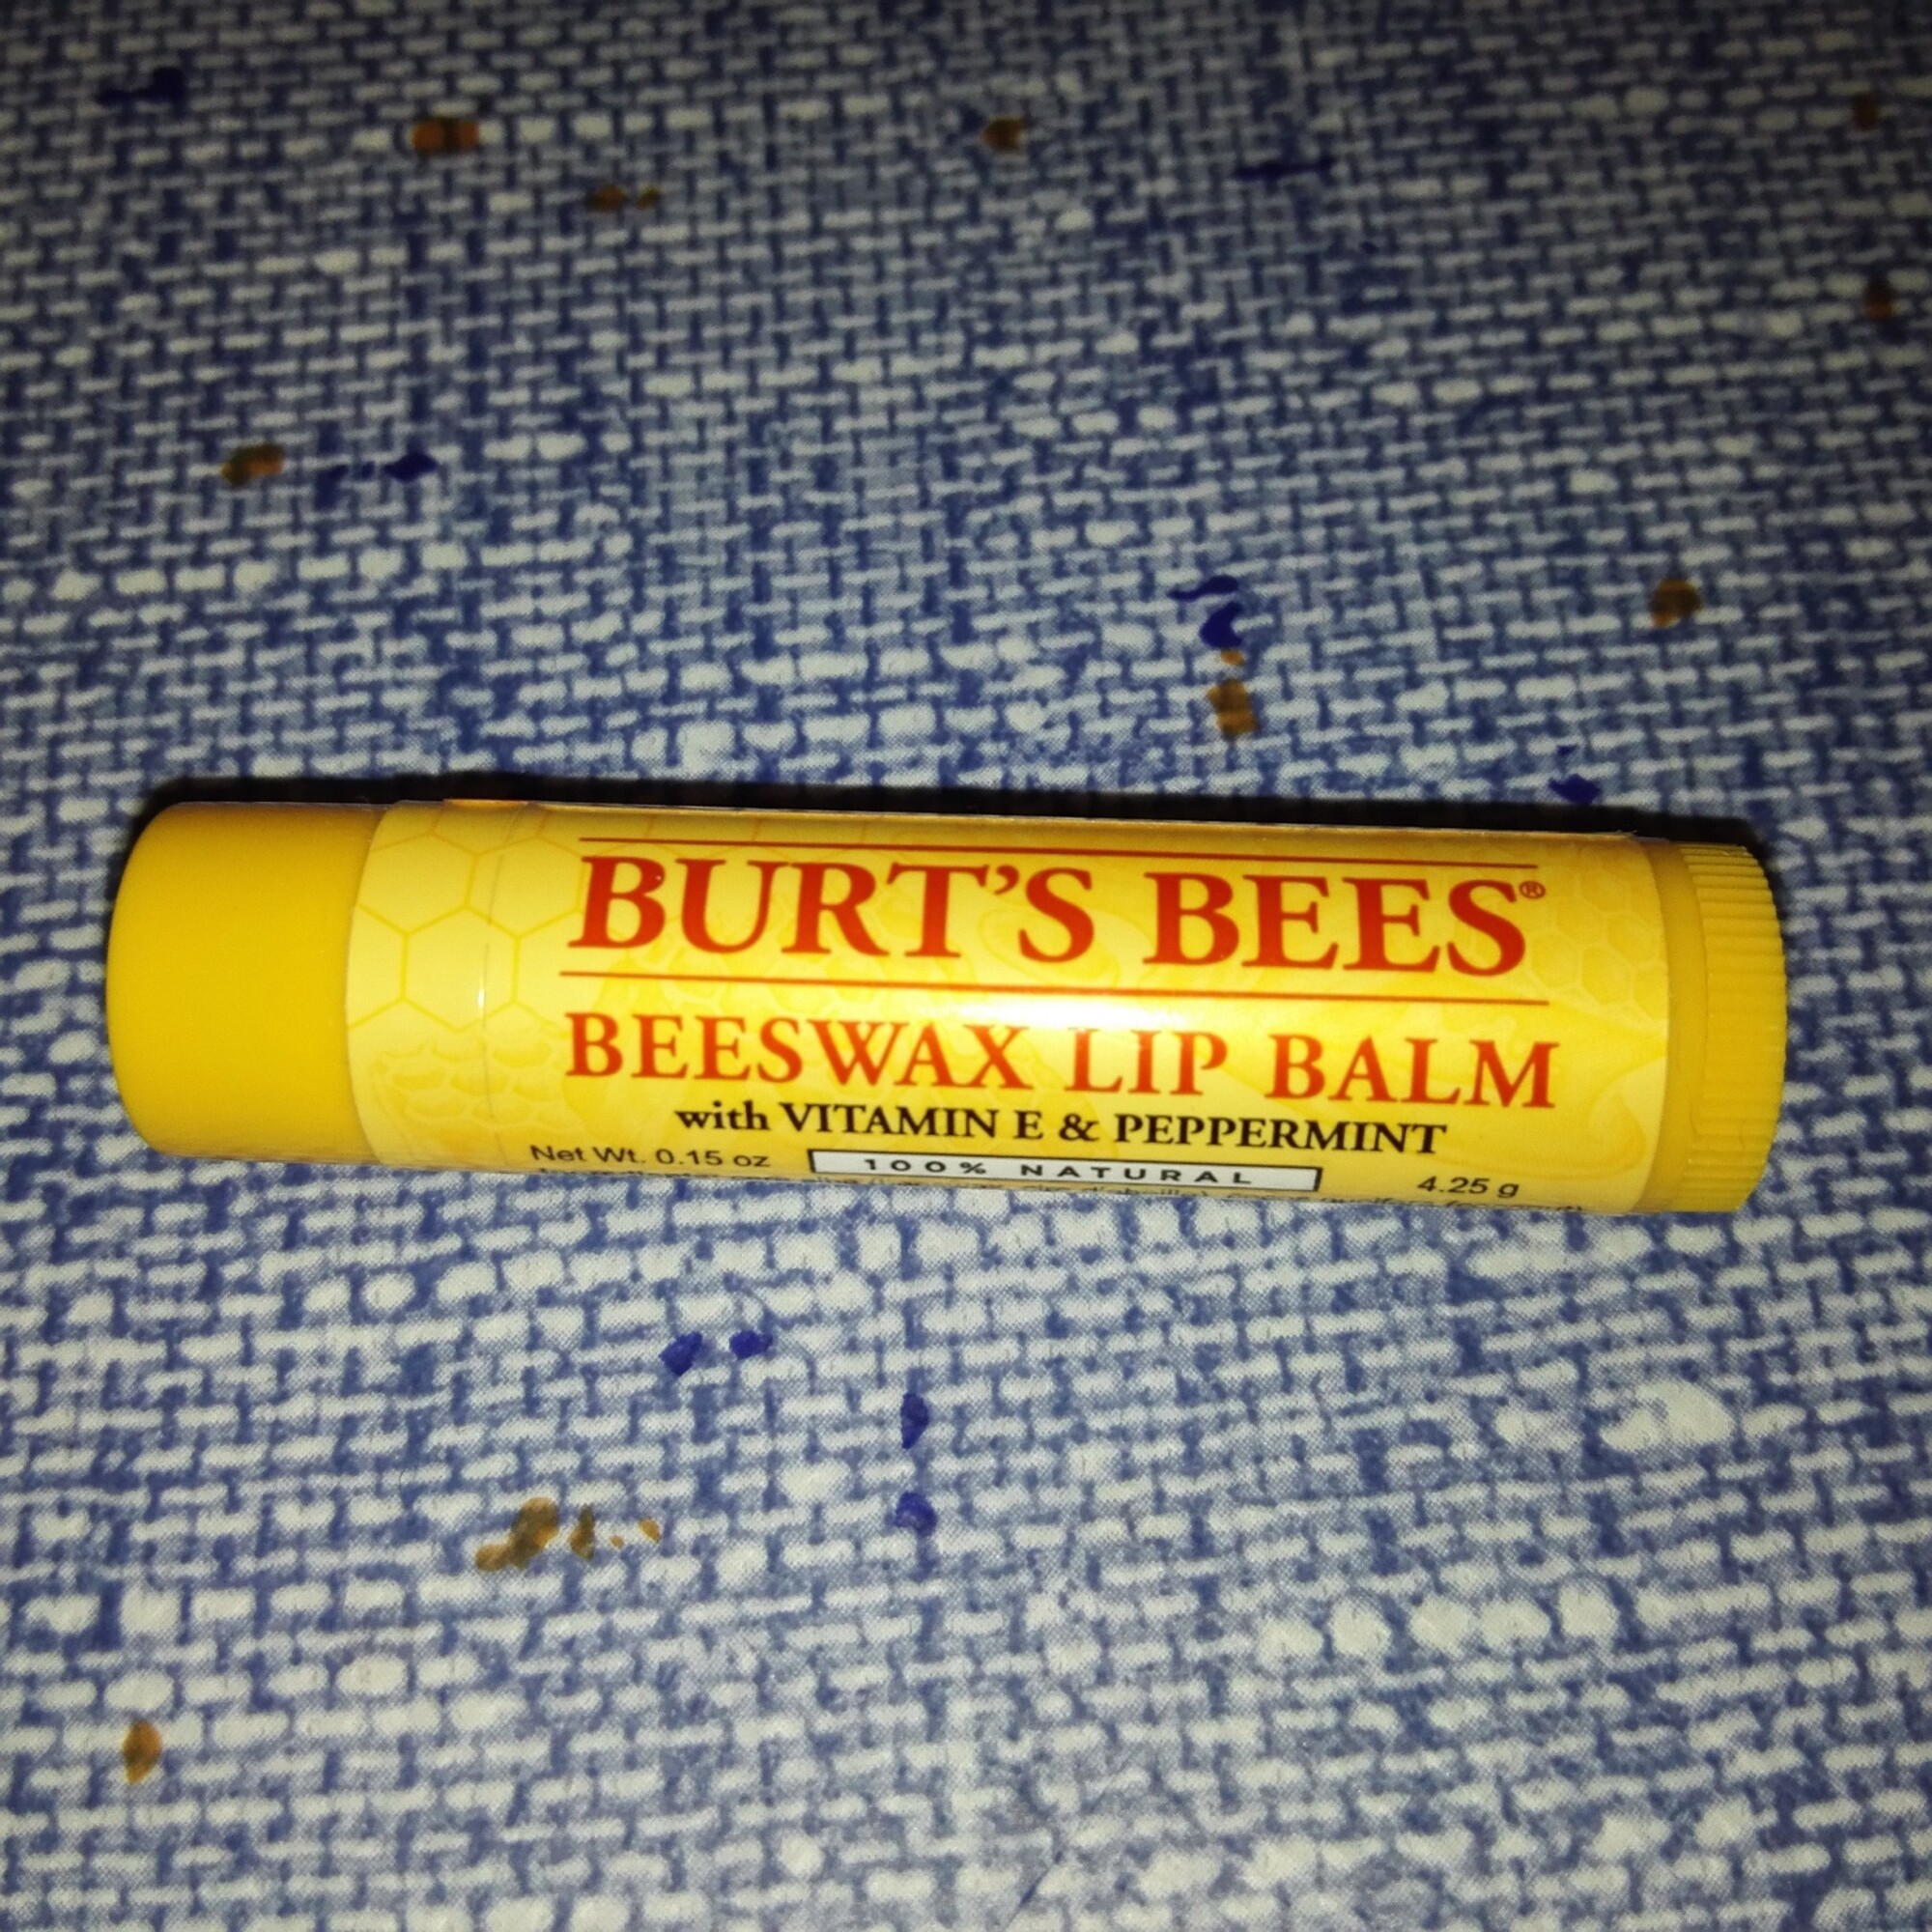 BURT'S BEES®
BEESWAX LIP BALM
with VITAMIN E & PEPPERMINT
Net Wt. 0.15 oz 100% NATURAL 4.25 g